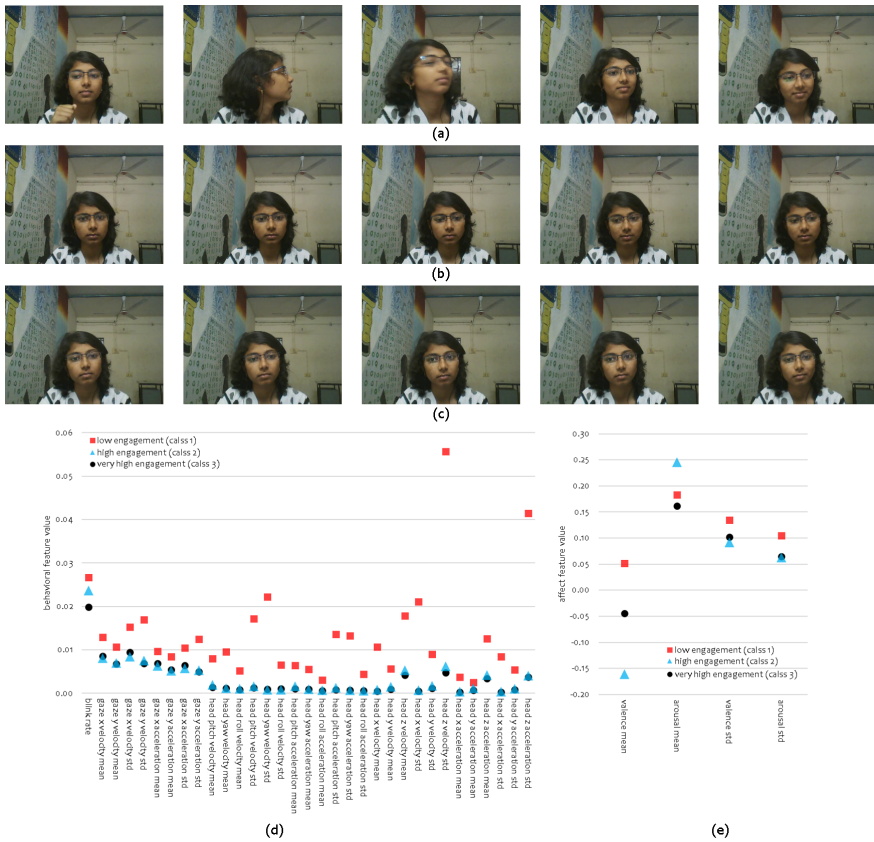 (a)
(b)
(c)
0.06
0.05
0.04
0.03
0.02
0.01
0.00
behavioral feature value
low engagement (calss 1)
high engagement (calss 2)
very high engagement (calss 3)
blink rate
gaze x velocity mean
gaze y velocity mean
gaze x velocity std
gaze y velocity std
gaze x acceleration mean
gaze y acceleration mean
gaze x acceleration std
gaze y acceleration std
head pitch velocity mean
head yaw velocity mean
head roll velocity mean
head pitch velocity std
head yaw velocity std
head roll velocity std
head pitch acceleration mean
head yaw acceleration mean
head roll acceleration mean
head pitch acceleration std
head yaw acceleration std
head roll acceleration std
head x velocity mean
head y velocity mean
head z velocity mean
head x velocity std
head y velocity std
head z velocity std
head x acceleration mean
head y acceleration mean
head z acceleration mean
head x acceleration std
head y acceleration std
head z acceleration std
(d)
0.30
0.25
0.20
0.15
0.10
0.05
0.00
-0.05
-0.10
-0.15
-0.20
affect feature value
low engagement (calss 1)
high engagement (calss 2)
very high engagement (calss 3)
valence mean
arousal mean
valence std
arousal std
(e)